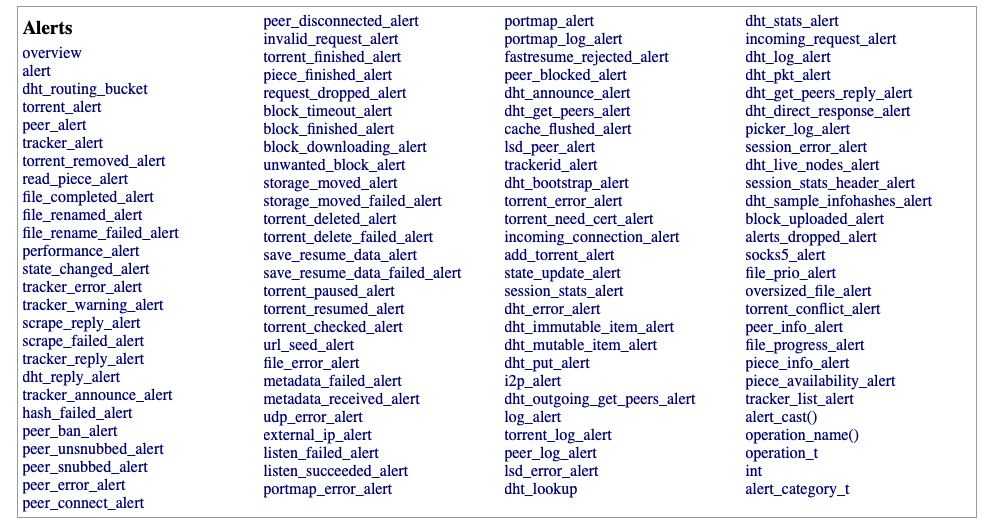 Alerts
overview
alert
dht_routing_bucket
torrent_alert
peer_alert
tracker_alert
torrent_removed_alert
read_piece_alert
file_completed_alert
file_renamed_alert
file_rename_failed_alert
performance_alert
state_changed_alert
tracker_error_alert
tracker_warning_alert
scrape_reply_alert
scrape_failed_alert
tracker_reply_alert
dht_reply_alert
tracker_announce_alert
hash_failed_alert
peer_ban_alert
peer_unsnubbed_alert
peer_snubbed_alert
peer_error_alert
peer_connect_alert
peer_disconnected_alert
invalid_request_alert
torrent_finished_alert
piece_finished_alert
request_dropped_alert
block_timeout_alert
block_finished_alert
block_downloading_alert
unwanted_block_alert
storage_moved_alert
storage_moved_failed_alert
torrent_deleted_alert
torrent_delete_failed_alert
save_resume_data_alert
save_resume_data_failed_alert
torrent_paused_alert
torrent_resumed_alert
torrent_checked_alert
url_seed_alert
file_error_alert
metadata_failed_alert
metadata_received_alert
udp_error_alert
external_ip_alert
listen_failed_alert
listen_succeeded_alert
portmap_error_alert
portmap_alert
portmap_log_alert
fastresume_rejected_alert
peer_blocked_alert
dht_announce_alert
dht_get_peers_alert
cache_flushed_alert
lsd_peer_alert
trackerid_alert
dht_bootstrap_alert
torrent_error_alert
torrent_need_cert_alert
incoming_connection_alert
add_torrent_alert
state_update_alert
session_stats_alert
dht_error_alert
dht_immutable_item_alert
dht_mutable_item_alert
dht_put_alert
i2p_alert
dht_outgoing_get_peers_alert
log_alert
torrent_log_alert
peer_log_alert
lsd_error_alert
dht_lookup
dht_stats_alert
incoming_request_alert
dht_log_alert
dht_pkt_alert
dht_get_peers_reply_alert
dht_direct_response_alert
picker_log_alert
session_error_alert
dht_live_nodes_alert
session_stats_header_alert
dht_sample_infohashes_alert
block_uploaded_alert
alerts_dropped_alert
socks5_alert
file_prio_alert
oversized_file_alert
torrent_conflict_alert
peer_info_alert
file_progress_alert
piece_info_alert
piece_availability_alert
tracker_list_alert
alert_cast()
operation_name()
operation_t
int
alert_category_t